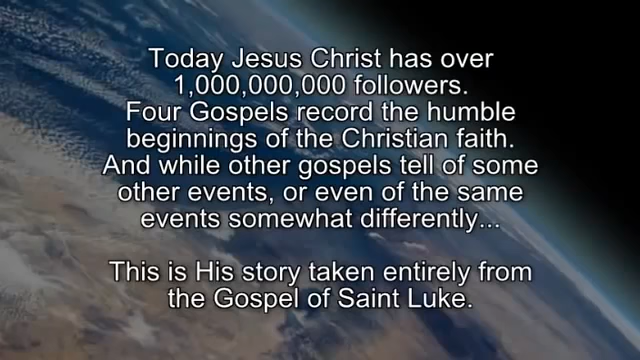 Today Jesus Christ has over
1,000,000,000 followers.
Four Gospels record the humble
beginnings of the Christian faith.
And while other gospels tell of some
other events, or even of the same
events somewhat differently...
This is His story taken entirely from
the Gospel of Saint Luke.